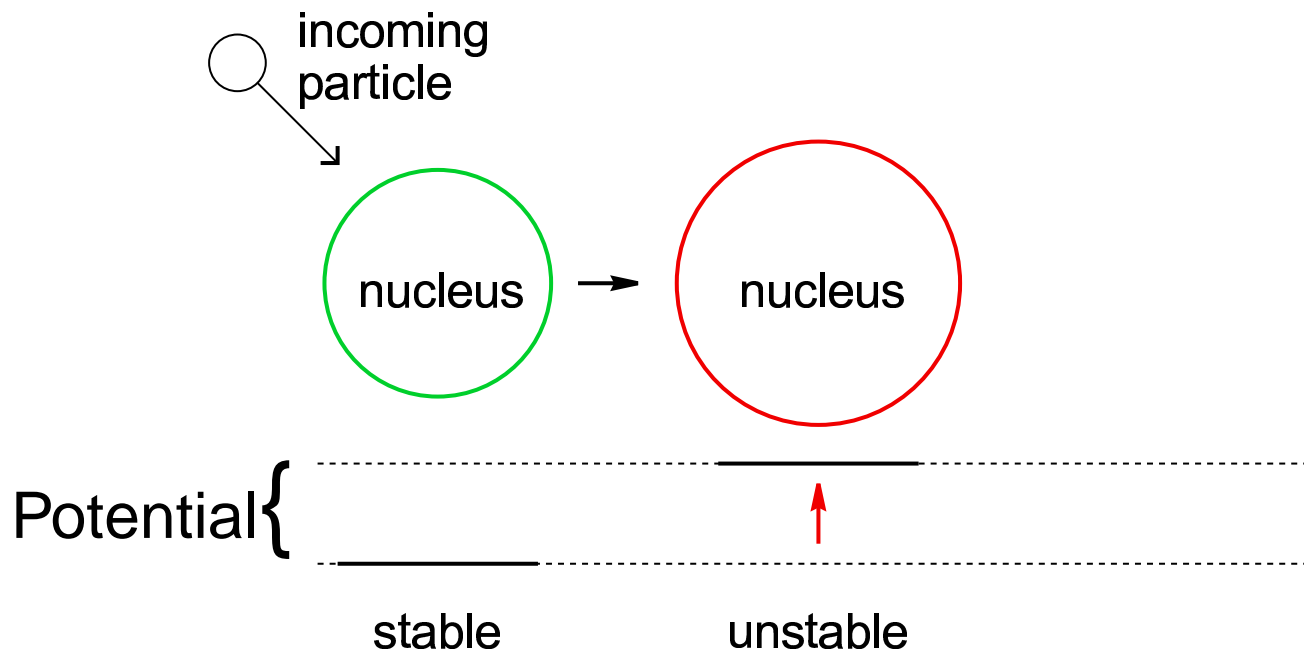 incoming
particle
nucleus
nucleus
Potential{
stable
unstable